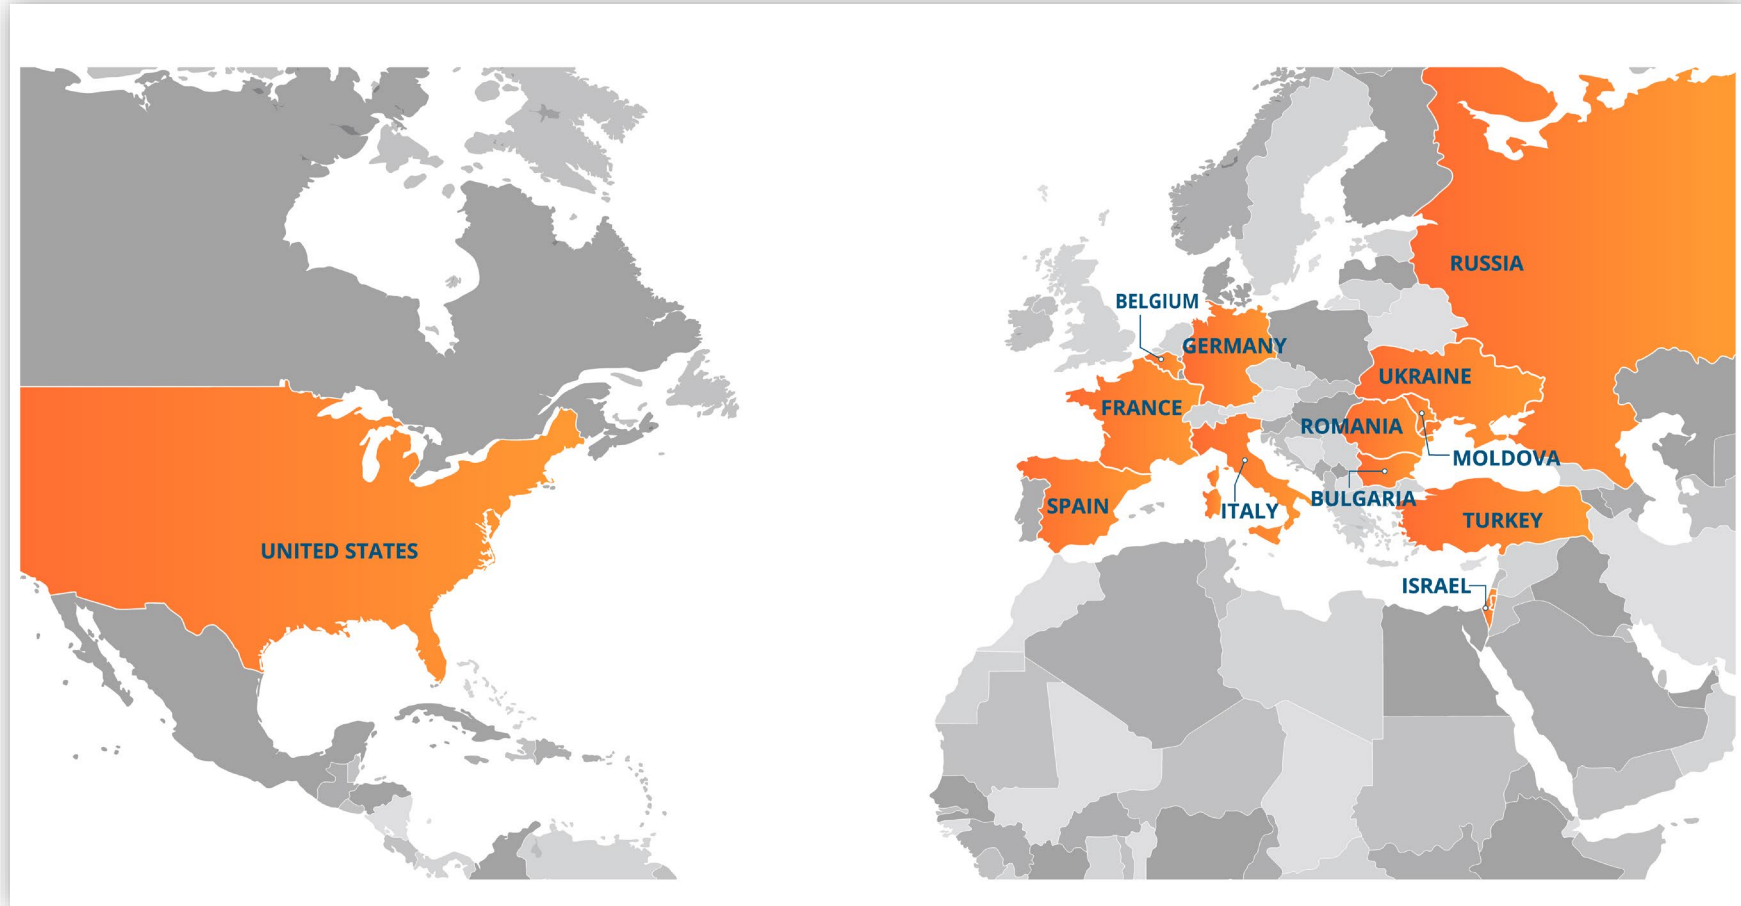 RUSSIA
BELGIUM
GERMANY
UKRAINE
FRANCE
ROMANIA
MOLDOVA
BULGARIA
SPAIN
ITALY
TURKEY
UNITED STATES
ISRAEL